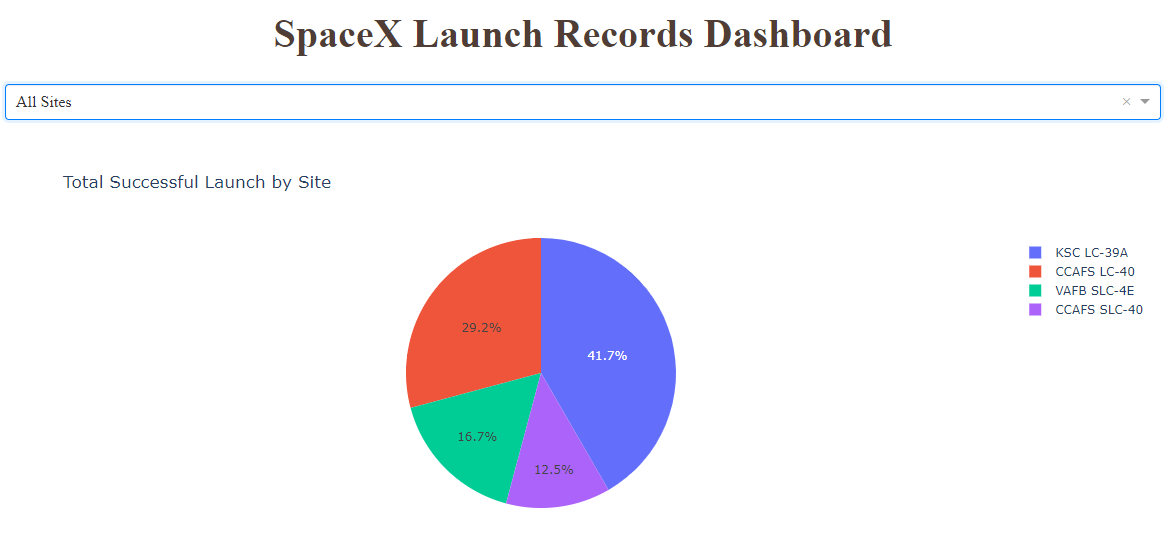 SpaceX Launch Records Dashboard
All Sites
Total Successful Launch by Site
KSC LC-39A
CCAFS LC-40
VAFB SLC-4E
CCAFS SLC-40
29.2%
41.7%
16.7%
12.5%